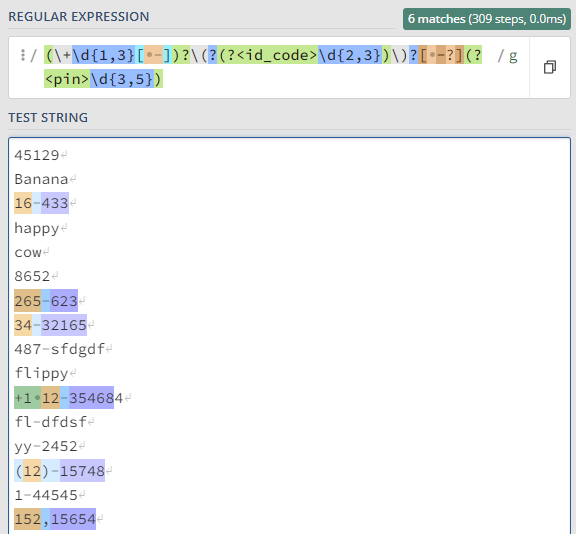 REGULAR EXPRESSION
6 matches (309 steps, 0.0ms)
/ (\+\d{1,3}[ -])?\(?(?<id_code>\d{2,3})\)?[ --?](?<pin>\d{3,5}) / g
TEST STRING
45129
Banana
16-433
happy
cow
8652
265-623
34-32165
487-sfdgdf
flippy
+1 12-354684
fl-dfdsf
yy-2452
(12)-15748
1-44545
152,15654